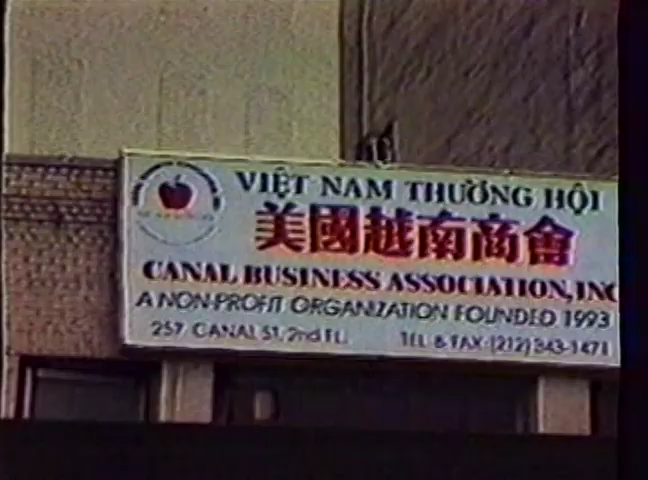 VIỆT NAM THƯƠNG HỘI
美國越南商會
CANAL BUSINESS ASSOCIATION, INC
A NON-PROFIT ORGANIZATION FOUNDED 1993
257 CANAL ST, 2nd FL. TEL & FAX: (212) 343-1471